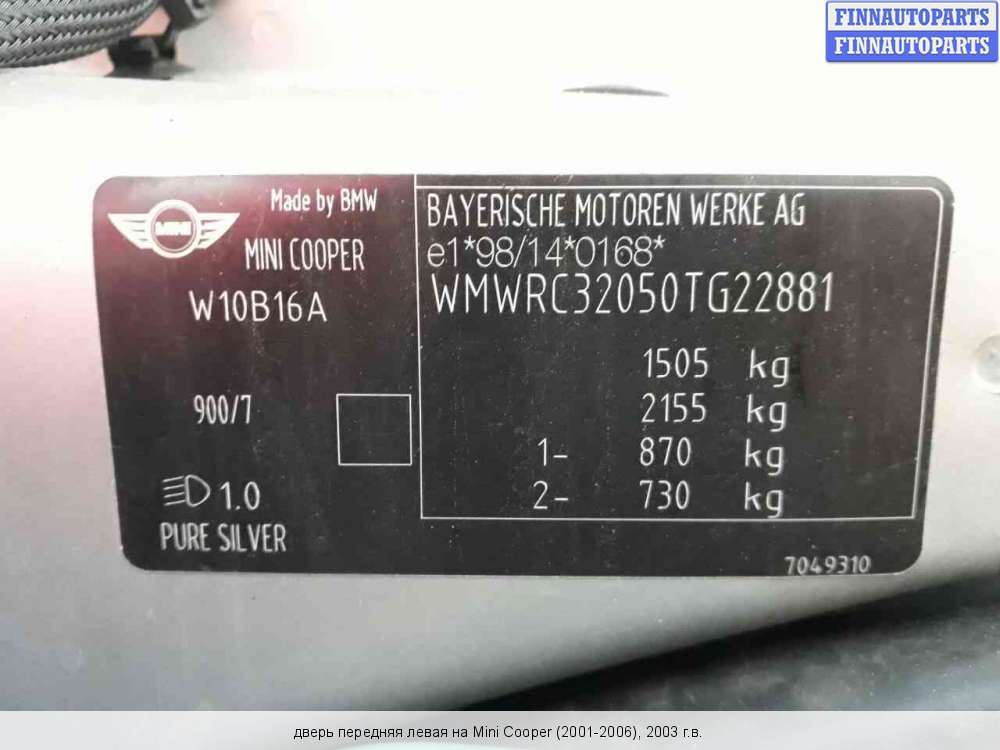 FINNAUTOPARTS
FINNAUTOPARTS
MINI
Made by BMW
MINI COOPER
W10B16A
900/7
1.0
PURE SILVER
BAYERISCHE MOTOREN WERKE AG
e1*98/14*0168*
WMWRC32050TG22881
1505 kg
2155 kg
1- 870 kg
2- 730 kg
7049310
дверь передняя левая на Mini Cooper (2001-2006), 2003 г.в.